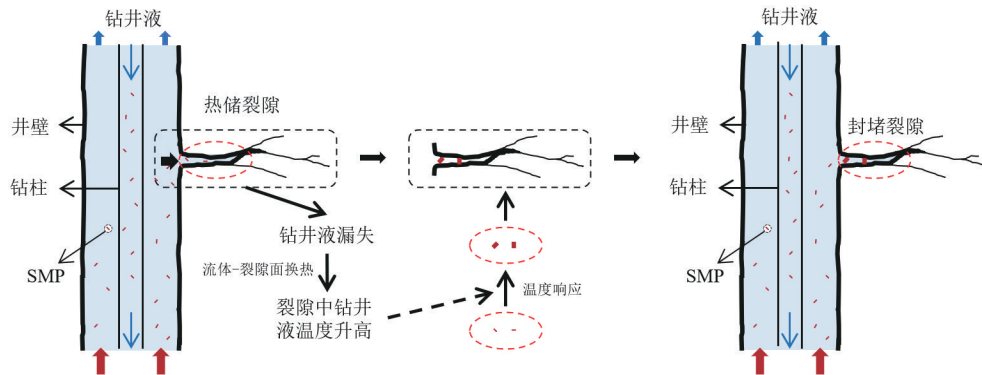 钻井液
井壁
钻柱
SMP
热储裂隙
钻井液漏失
流体-裂隙面换热
裂隙中钻井
液温度升高
温度响应
钻井液
井壁
钻柱
SMP
封堵裂隙